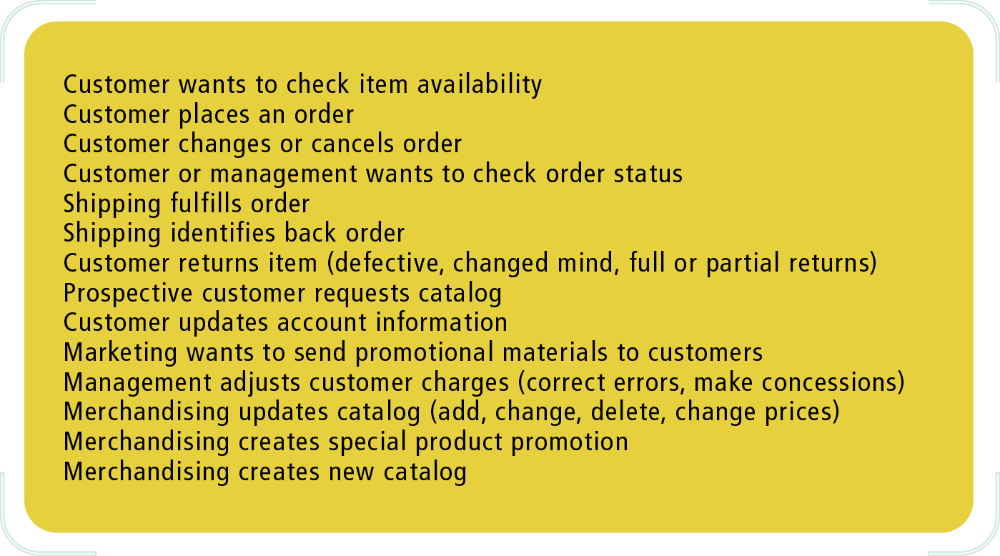 Customer wants to check item availability
Customer places an order
Customer changes or cancels order
Customer or management wants to check order status
Shipping fulfills order
Shipping identifies back order
Customer returns item (defective, changed mind, full or partial returns)
Prospective customer requests catalog
Customer updates account information
Marketing wants to send promotional materials to customers
Management adjusts customer charges (correct errors, make concessions)
Merchandising updates catalog (add, change, delete, change prices)
Merchandising creates special product promotion
Merchandising creates new catalog